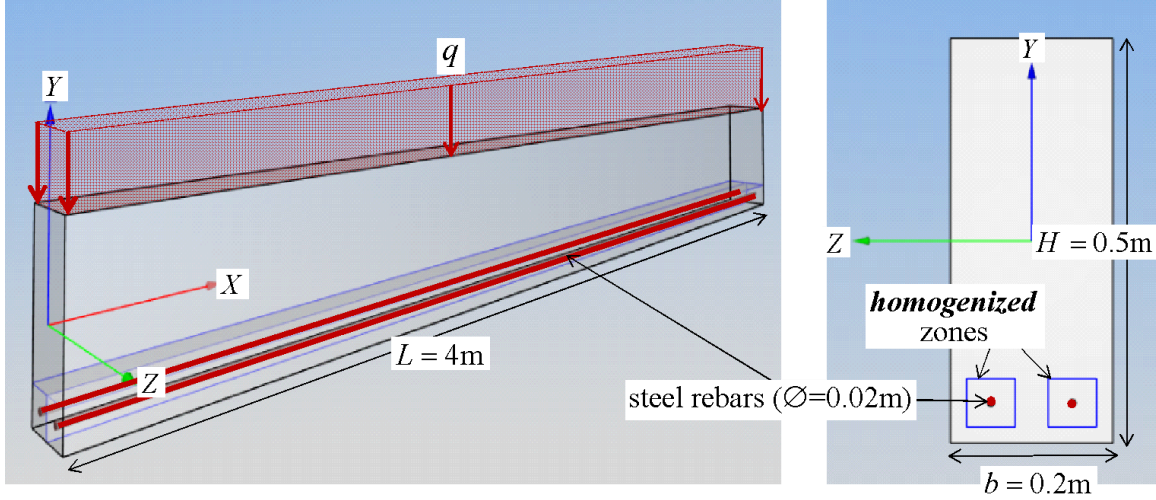 q
Y
X
Z
L = 4m
steel rebars (∅=0.02m)
Y
Z
H = 0.5m
homogenized
zones
b = 0.2m